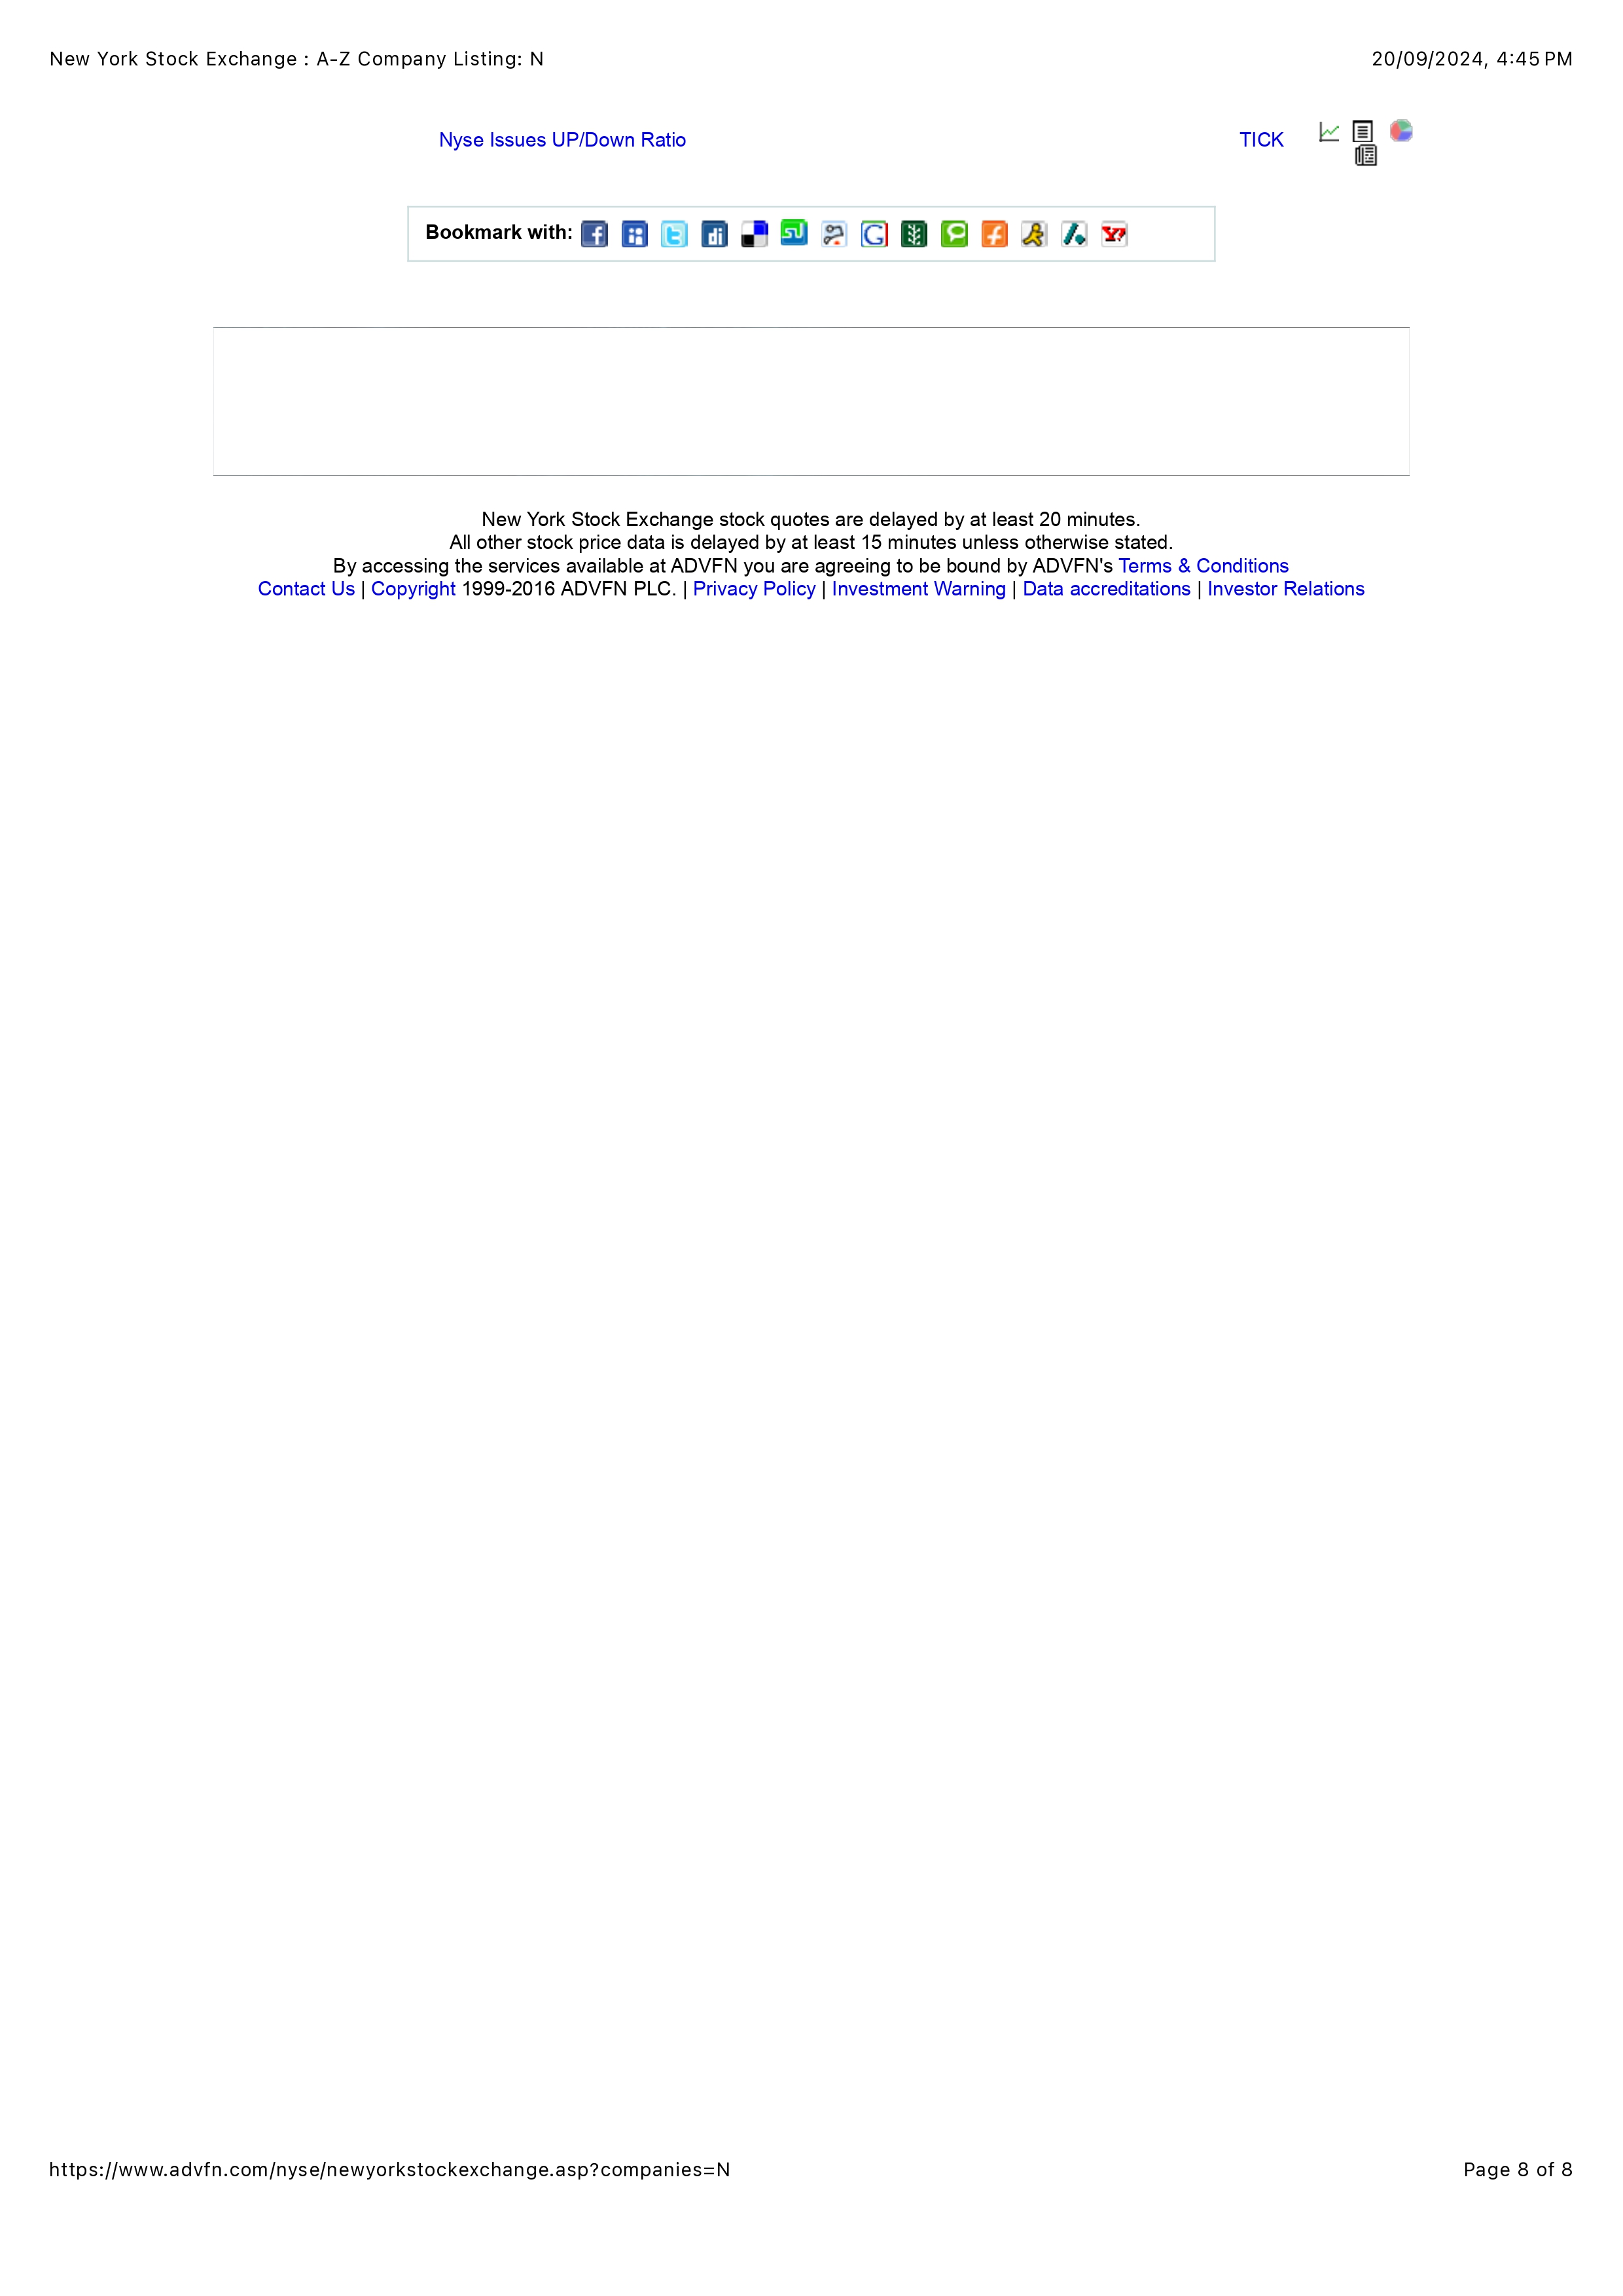 New York Stock Exchange : A-Z Company Listing: N 20/09/2024, 4:45 PM
Nyse Issues UP/Down Ratio TICK
Bookmark with:
New York Stock Exchange stock quotes are delayed by at least 20 minutes.
All other stock price data is delayed by at least 15 minutes unless otherwise stated.
By accessing the services available at ADVFN you are agreeing to be bound by ADVFN's Terms & Conditions
Contact Us | Copyright 1999-2016 ADVFN PLC. | Privacy Policy | Investment Warning | Data accreditations | Investor Relations
https://www.advfn.com/nyse/newyorkstockexchange.asp?companies=N Page 8 of 8